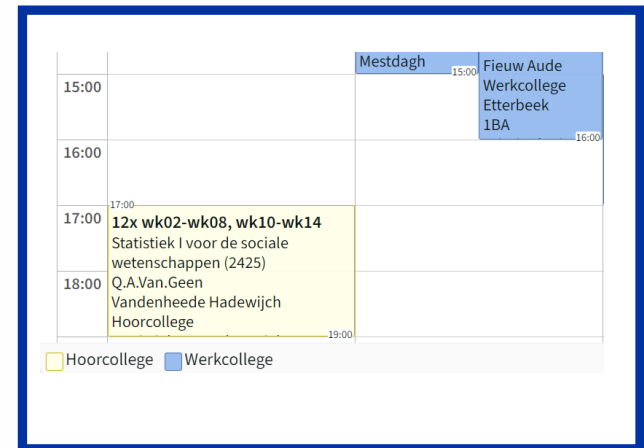 Mestdagh
15:00
Fieuw Aude
Werkcollege
Etterbeek
1BA
16:00
15:00
16:00
17:00
17:00
12x wk02-wk08, wk10-wk14
Statistiek I voor de sociale
wetenschappen (2425)
18:00
Q.A.Van.Geen
Vandenheede Hadewijch
Hoorcollege
19:00
Hoorcollege
Werkcollege